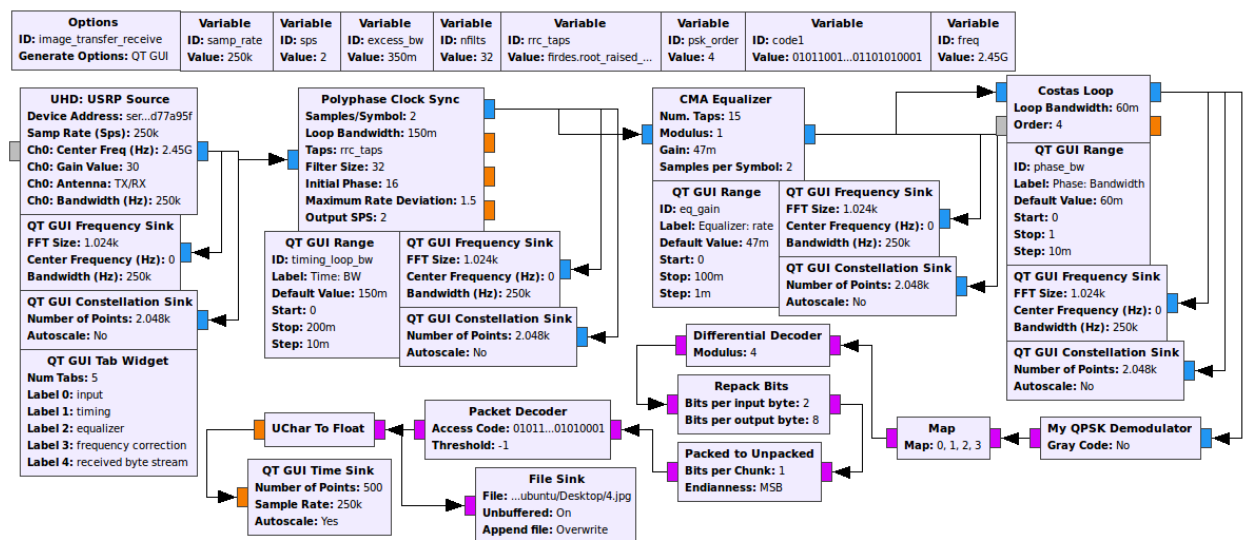 Options
ID: image_transfer_receive
Generate Options: QT GUI
Variable
ID: samp_rate
Value: 250k
Variable
ID: sps
Value: 2
Variable
ID: excess_bw
Value: 350m
Variable
ID: nfilts
Value: 32
Variable
ID: rrc_taps
Value: firdes.root_raised_...
Variable
ID: psk_order
Value: 4
Variable
ID: code1
Value: 01011001...01101010001
Variable
ID: freq
Value: 2.45G
UHD: USRP Source
Device Address: ser...d77a95f
Samp Rate (Sps): 250k
Ch0: Center Freq (Hz): 2.45G
Ch0: Gain Value: 30
Ch0: Antenna: TX/RX
Ch0: Bandwidth (Hz): 250k
QT GUI Frequency Sink
FFT Size: 1.024k
Center Frequency (Hz): 0
Bandwidth (Hz): 250k
QT GUI Constellation Sink
Number of Points: 2.048k
Autoscale: No
QT GUI Tab Widget
Num Tabs: 5
Label 0: input
Label 1: timing
Label 2: equalizer
Label 3: frequency correction
Label 4: received byte stream
Polyphase Clock Sync
Samples/Symbol: 2
Loop Bandwidth: 150m
Taps: rrc_taps
Filter Size: 32
Initial Phase: 16
Maximum Rate Deviation: 1.5
Output SPS: 2
QT GUI Range
ID: timing_loop_bw
Label: Time: BW
Default Value: 150m
Start: 0
Stop: 200m
Step: 10m
QT GUI Frequency Sink
FFT Size: 1.024k
Center Frequency (Hz): 0
Bandwidth (Hz): 250k
QT GUI Constellation Sink
Number of Points: 2.048k
Autoscale: No
CMA Equalizer
Num. Taps: 15
Modulus: 1
Gain: 47m
Samples per Symbol: 2
QT GUI Range
ID: eq_gain
Label: Equalizer: rate
Default Value: 47m
Start: 0
Stop: 100m
Step: 1m
QT GUI Frequency Sink
FFT Size: 1.024k
Center Frequency (Hz): 0
Bandwidth (Hz): 250k
QT GUI Constellation Sink
Number of Points: 2.048k
Autoscale: No
Costas Loop
Loop Bandwidth: 60m
Order: 4
QT GUI Range
ID: phase_bw
Label: Phase: Bandwidth
Default Value: 60m
Start: 0
Stop: 1
Step: 10m
QT GUI Frequency Sink
FFT Size: 1.024k
Center Frequency (Hz): 0
Bandwidth (Hz): 250k
QT GUI Constellation Sink
Number of Points: 2.048k
Autoscale: No
My QPSK Demodulator
Gray Code: No
Map
Map: 0, 1, 2, 3
Differential Decoder
Modulus: 4
Repack Bits
Bits per input byte: 2
Bits per output byte: 8
Packed to Unpacked
Bits per Chunk: 1
Endianness: MSB
Packet Decoder
Access Code: 01011...01010001
Threshold: -1
UChar To Float
QT GUI Time Sink
Number of Points: 500
Sample Rate: 250k
Autoscale: Yes
File Sink
File: ...ubuntu/Desktop/4.jpg
Unbuffered: On
Append file: Overwrite